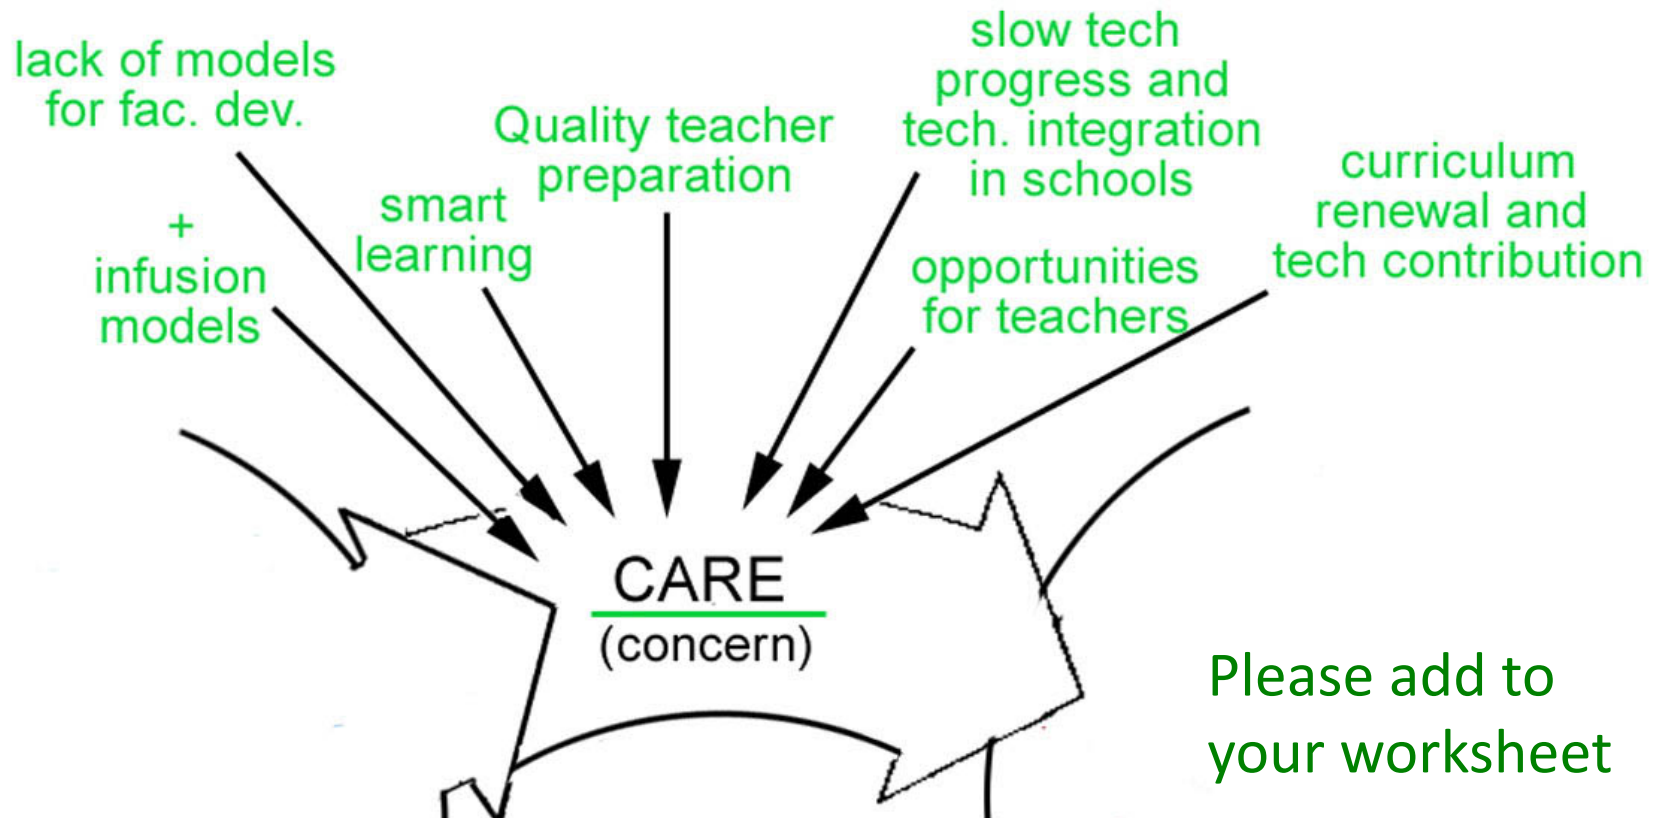 lack of models
for fac. dev.
+
infusion
models
smart
learning
Quality teacher
preparation
slow tech
progress and
tech. integration
in schools
opportunities
for teachers
curriculum
renewal and
tech contribution
CARE
(concern)
Please add to
your worksheet